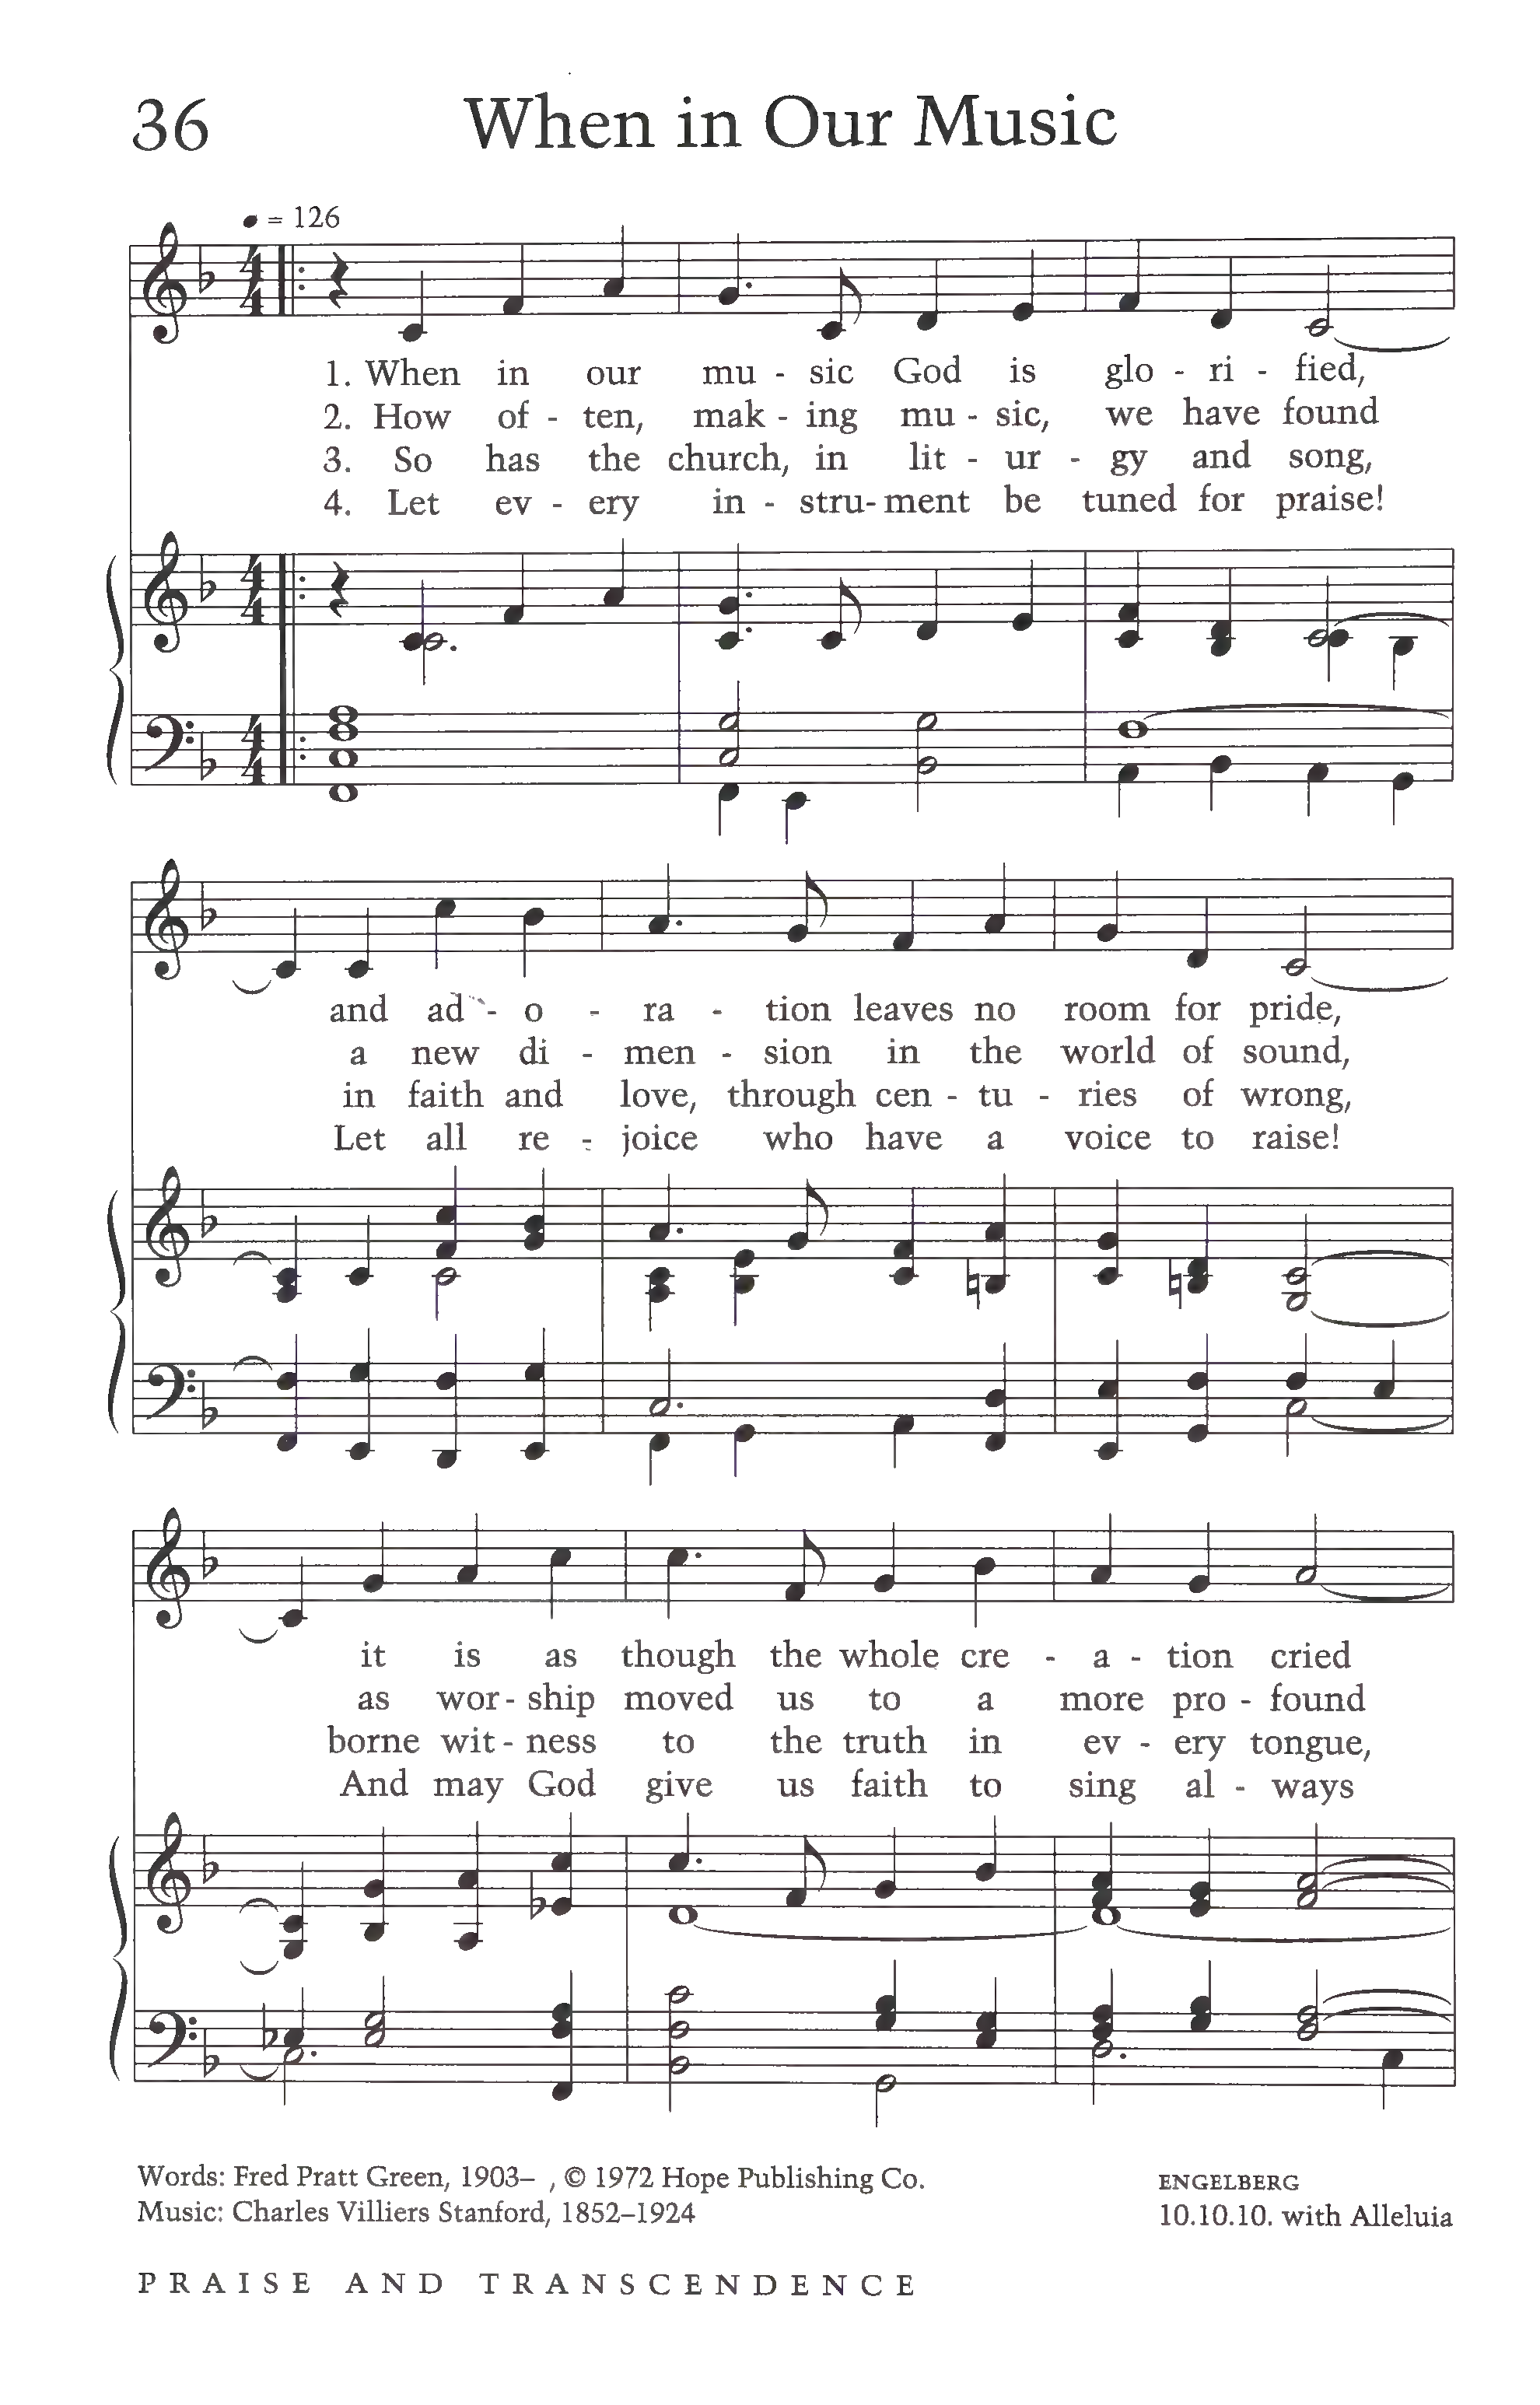 36 When in Our Music
= 126
1. When in our mu - sic God is glo - ri - fied,
2. How of - ten, mak - ing mu - sic, we have found
3. So has the church, in lit - ur - gy and song,
4. Let ev - ery in - stru- ment be tuned for praise!
and ad - o - ra - tion leaves no room for pride,
a new di - men - sion in the world of sound,
in faith and love, through cen - tu - ries of wrong,
Let all re - joice who have a voice to raise!
it is as though the whole cre - a - tion cried
as wor - ship moved us to a more pro - found
borne wit - ness to the truth in ev - ery tongue,
And may God give us faith to sing al - ways
Words: Fred Pratt Green, 1903– , © 1972 Hope Publishing Co.
Music: Charles Villiers Stanford, 1852–1924
ENGELBERG
10.10.10. with Alleluia
PRAISE AND TRANSCENDENCE